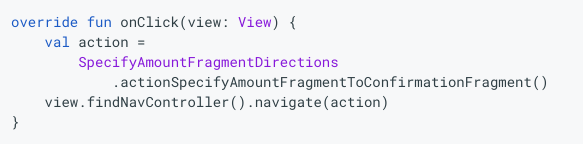 override fun onClick(view: View) {
    val action =
        SpecifyAmountFragmentDirections
            .actionSpecifyAmountFragmentToConfirmationFragment()
    view.findNavController().navigate(action)
}